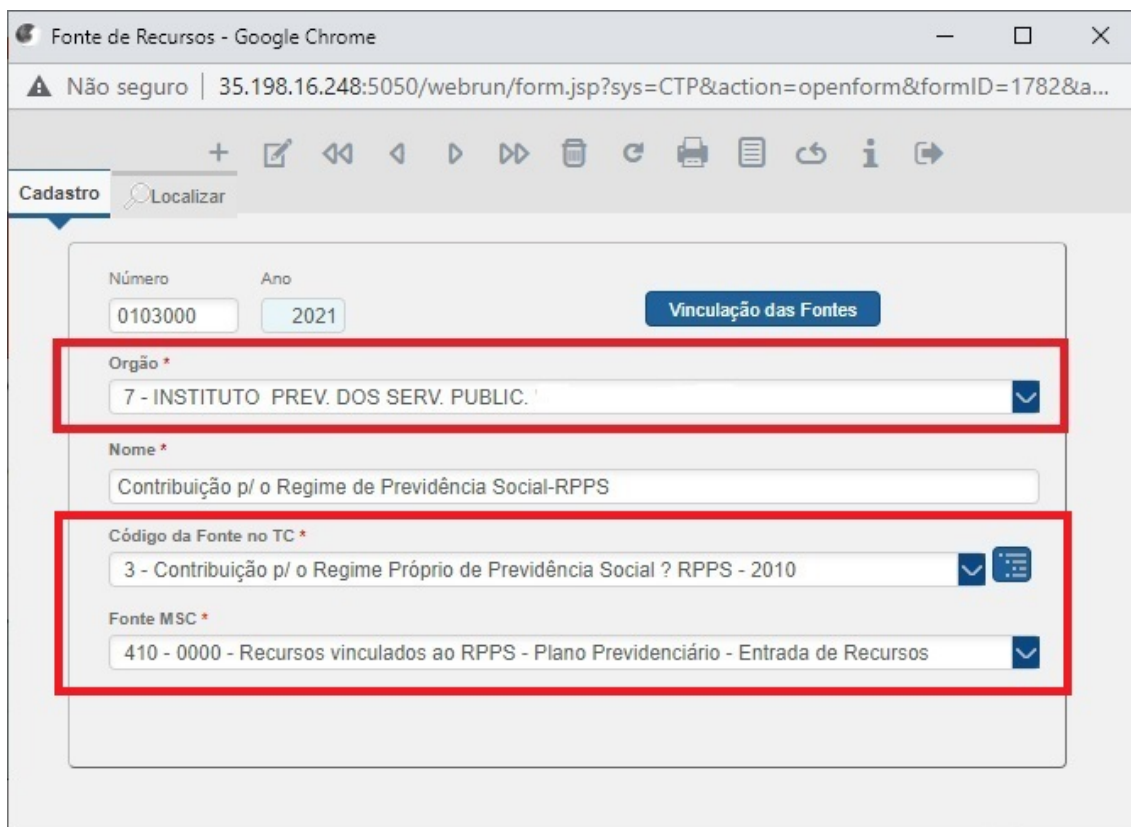 Fonte de Recursos - Google Chrome
Não seguro | 35.198.16.248:5050/webrun/form.jsp?sys=CTP&action=openform&formID=1782&a...
Cadastro Localizar
Número Ano
0103000 2021 Vinculação das Fontes
Orgão *
7 - INSTITUTO PREV. DOS SERV. PUBLIC.
Nome *
Contribuição p/ o Regime de Previdência Social-RPPS
Código da Fonte no TC *
3 - Contribuição p/ o Regime Próprio de Previdência Social ? RPPS - 2010
Fonte MSC *
410 - 0000 - Recursos vinculados ao RPPS - Plano Previdenciário - Entrada de Recursos